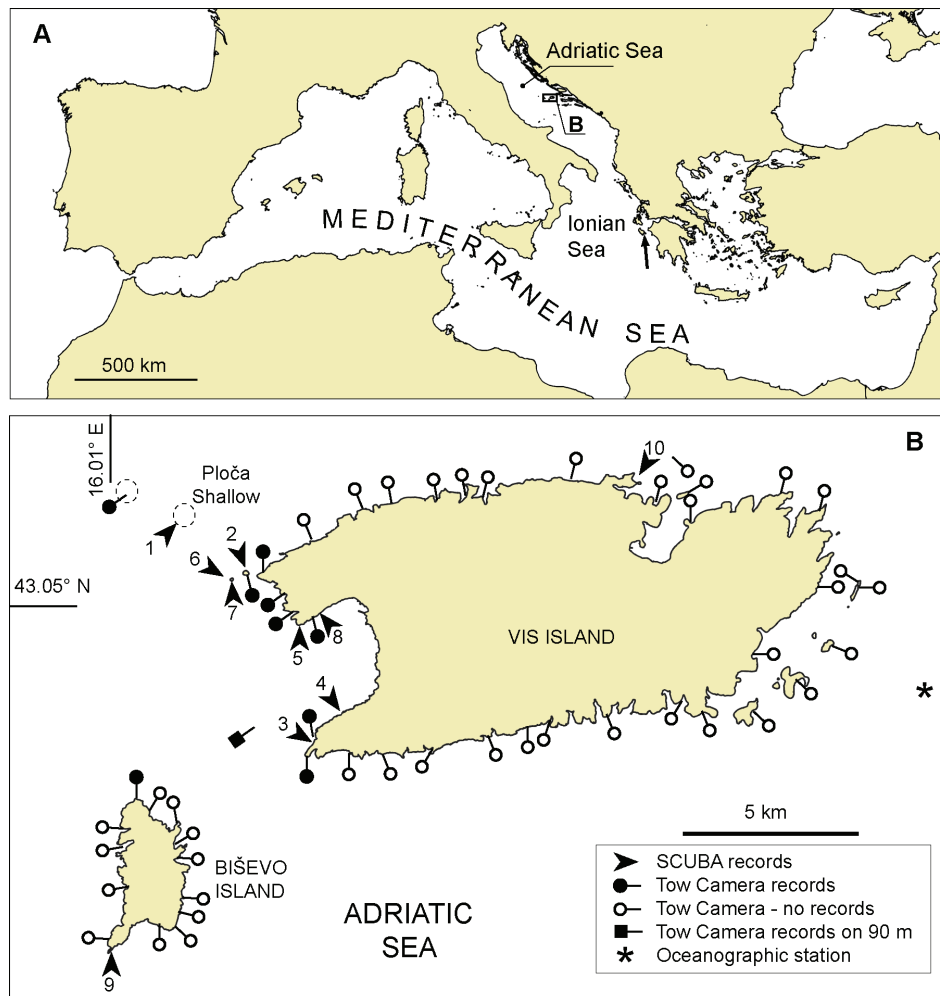 A
Adriatic Sea
B
MEDITERRANEAN SEA
Ionian
Sea
500 km
B
16.01° E
Ploča
Shallow
10
1
6
2
43.05° N
7
5
8
VIS ISLAND
4
3
5 km
BIŠEVO
ISLAND
ADRIATIC
SEA
9
SCUBA records
Tow Camera records
Tow Camera - no records
Tow Camera records on 90 m
* Oceanographic station